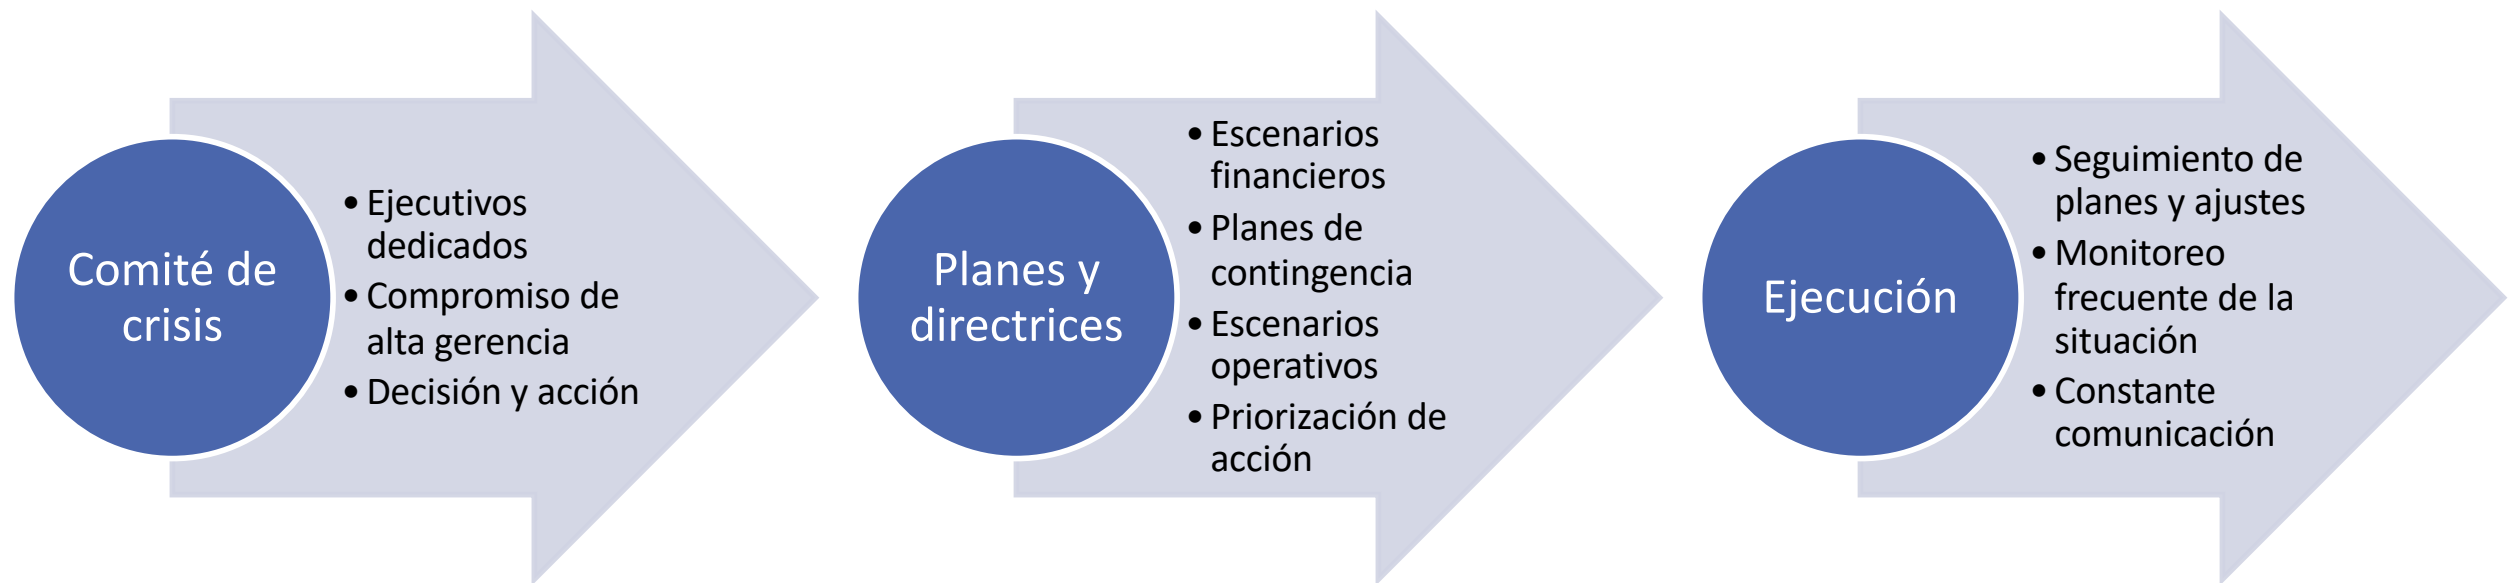 Comité de
crisis
• Ejecutivos
dedicados
• Compromiso de
alta gerencia
• Decisión y acción
Planes y
directrices
• Escenarios
financieros
• Planes de
contingencia
• Escenarios
operativos
• Priorización de
acción
Ejecución
• Seguimiento de
planes y ajustes
• Monitoreo
frecuente de la
situación
• Constante
comunicación